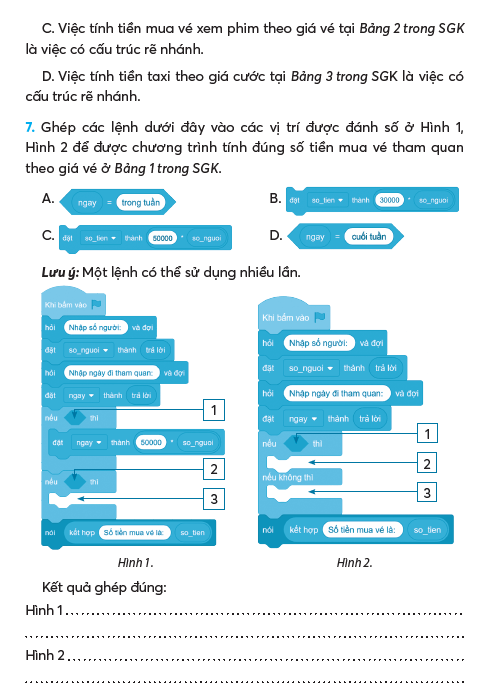 C. Việc tính tiền mua vé xem phim theo giá vé tại Bảng 2 trong SGK
là việc có cấu trúc rẽ nhánh.
D. Việc tính tiền taxi theo giá cước tại Bảng 3 trong SGK là việc có
cấu trúc rẽ nhánh.
7. Ghép các lệnh dưới đây vào các vị trí được đánh số ở Hình 1,
Hình 2 để được chương trình tính đúng số tiền mua vé tham quan
theo giá vé ở Bảng 1 trong SGK.
A. ngay = trong tuần
B. đặt so_tien thành 30000 * so_nguoi
C. đặt so_tien thành 50000 * so_nguoi
D. ngay = cuối tuần
Lưu ý: Một lệnh có thể sử dụng nhiều lần.
Khi bấm vào
hỏi Nhập số người: và đợi
đặt so_nguoi thành trả lời
hỏi Nhập ngày đi tham quan: và đợi
đặt ngay thành trả lời
nếu thì
1
đặt ngay thành 50000 * so_nguoi
nếu thì
2
3
nói kết hợp Số tiền mua vé là: so_tien
Hình 1.
Khi bấm vào
hỏi Nhập số người: và đợi
đặt so_nguoi thành trả lời
hỏi Nhập ngày đi tham quan: và đợi
đặt ngay thành trả lời
nếu thì
1
2
nếu không thì
3
nói kết hợp Số tiền mua vé là: so_tien
Hình 2.
Kết quả ghép đúng:
Hình 1
Hình 2